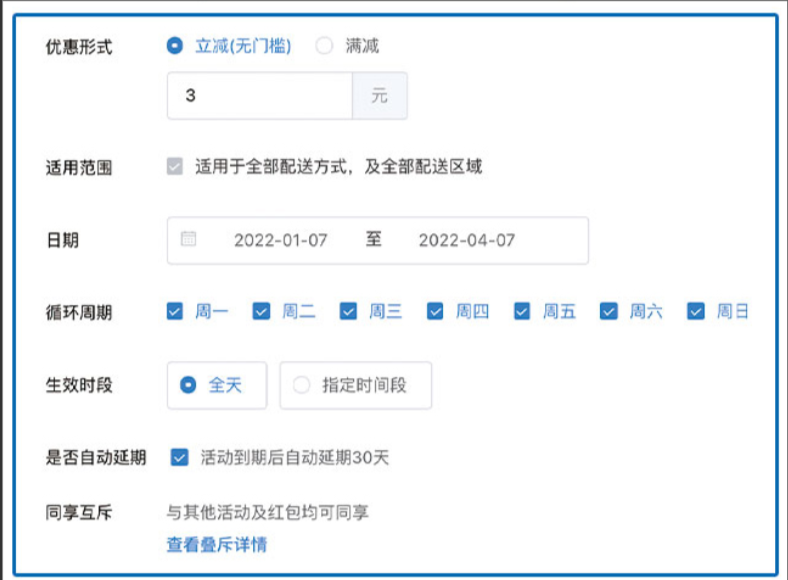 优惠形式 立减(无门槛) 满减
3 元
适用范围 适用于全部配送方式，及全部配送区域
日期 2022-01-07 至 2022-04-07
循环周期 周一 周二 周三 周四 周五 周六 周日
生效时段 全天 指定时间段
是否自动延期 活动到期后自动延期30天
同享互斥 与其他活动及红包均可同享
查看叠斥详情